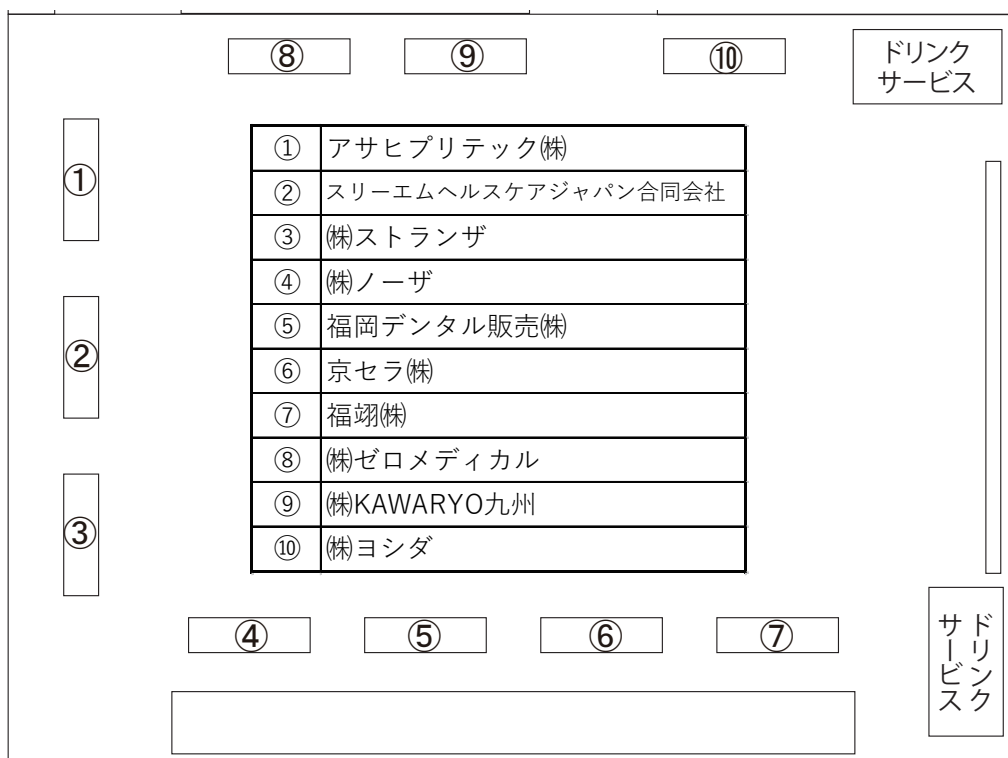 ⑧
⑨
⑩
ドリンク
サービス
①
②
③
① アサヒプリテック㈱
② スリーエムヘルスケアジャパン合同会社
③ ㈱ストランザ
④ ㈱ノーザ
⑤ 福岡デンタル販売㈱
⑥ 京セラ㈱
⑦ 福翊㈱
⑧ ㈱ゼロメディカル
⑨ ㈱KAWARYO九州
⑩ ㈱ヨシダ
④
⑤
⑥
⑦
ドリンク
サービス